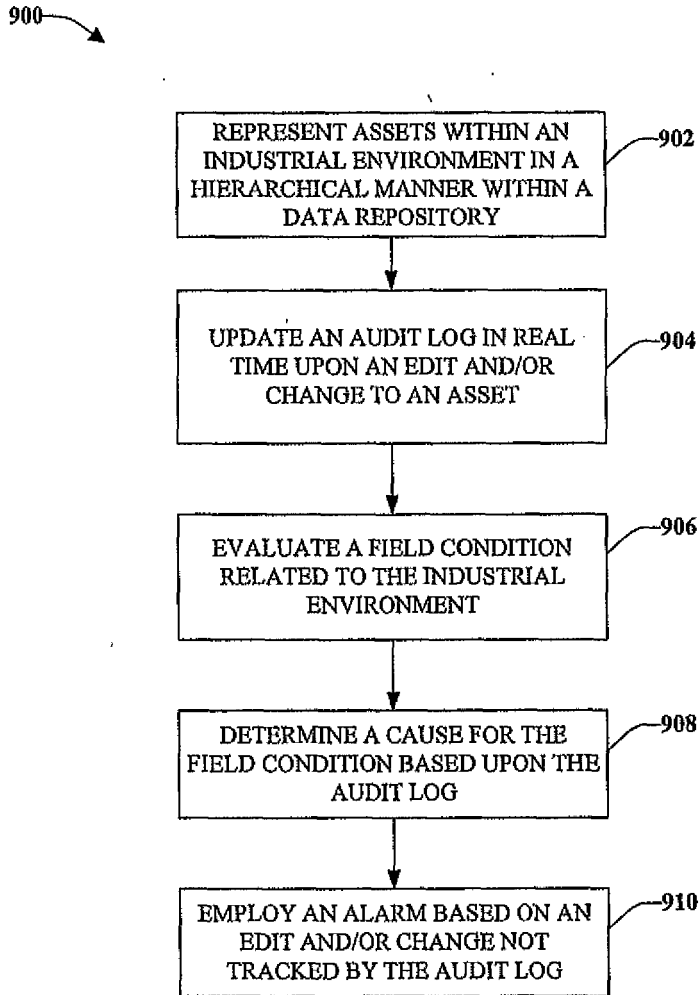 900
REPRESENT ASSETS WITHIN AN
INDUSTRIAL ENVIRONMENT IN A
HIERARCHICAL MANNER WITHIN A
DATA REPOSITORY
902
UPDATE AN AUDIT LOG IN REAL
TIME UPON AN EDIT AND/OR
CHANGE TO AN ASSET
904
EVALUATE A FIELD CONDITION
RELATED TO THE INDUSTRIAL
ENVIRONMENT
906
DETERMINE A CAUSE FOR THE
FIELD CONDITION BASED UPON THE
AUDIT LOG
908
EMPLOY AN ALARM BASED ON AN
EDIT AND/OR CHANGE NOT
TRACKED BY THE AUDIT LOG
910